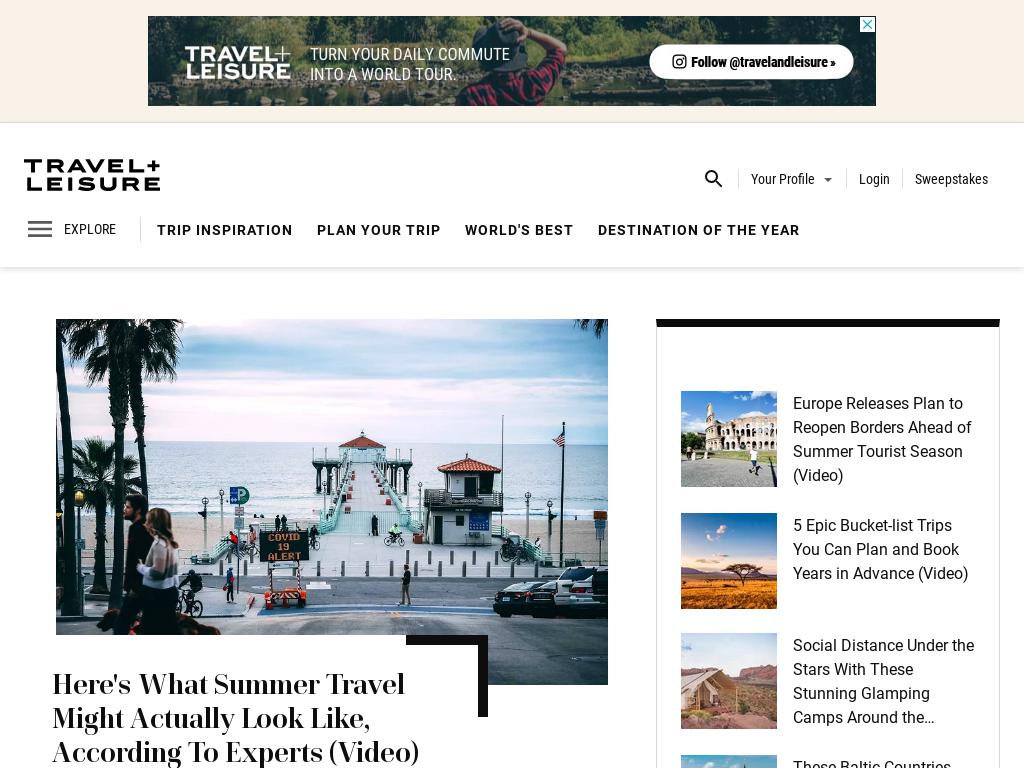 TRAVEL+
LEISURE
TURN YOUR DAILY COMMUTE
INTO A WORLD TOUR.
Follow @travelandleisure »
TRAVEL+
LEISURE
Your Profile
Login
Sweepstakes
EXPLORE
TRIP INSPIRATION
PLAN YOUR TRIP
WORLD'S BEST
DESTINATION OF THE YEAR
P
COVID
19
ALERT
Here's What Summer Travel
Might Actually Look Like,
According To Experts (Video)
Europe Releases Plan to
Reopen Borders Ahead of
Summer Tourist Season
(Video)
5 Epic Bucket-list Trips
You Can Plan and Book
Years in Advance (Video)
Social Distance Under the
Stars With These
Stunning Glamping
Camps Around the...
These Baltic Countries